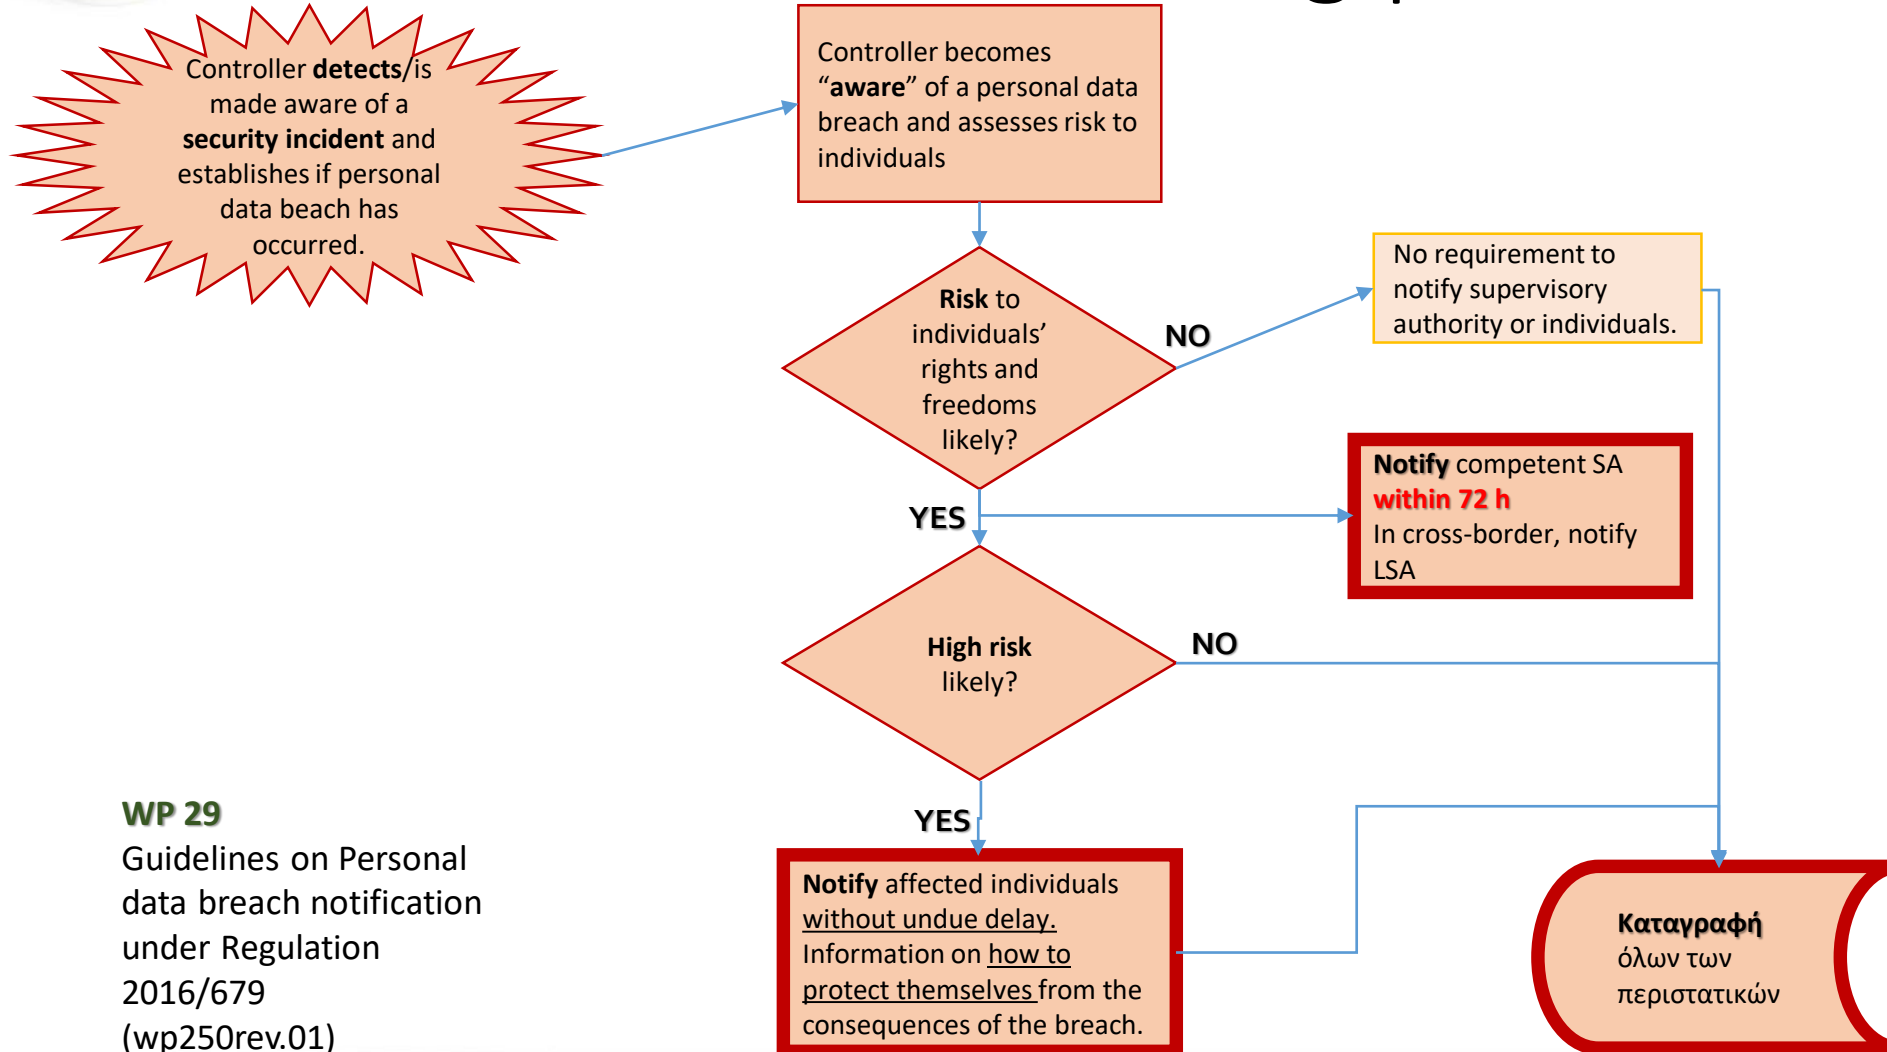 Controller detects/is
made aware of a
security incident and
establishes if personal
data beach has
occurred.
Controller becomes
“aware” of a personal data
breach and assesses risk to
individuals
Risk to
individuals’
rights and
freedoms
likely?
NO
No requirement to
notify supervisory
authority or individuals.
YES
Notify competent SA
within 72 h
In cross-border, notify
LSA
High risk
likely?
NO
YES
Notify affected individuals
without undue delay.
Information on how to
protect themselves from the
consequences of the breach.
Καταγραφή
όλων των
περιστατικών
WP 29
Guidelines on Personal
data breach notification
under Regulation
2016/679
(wp250rev.01)